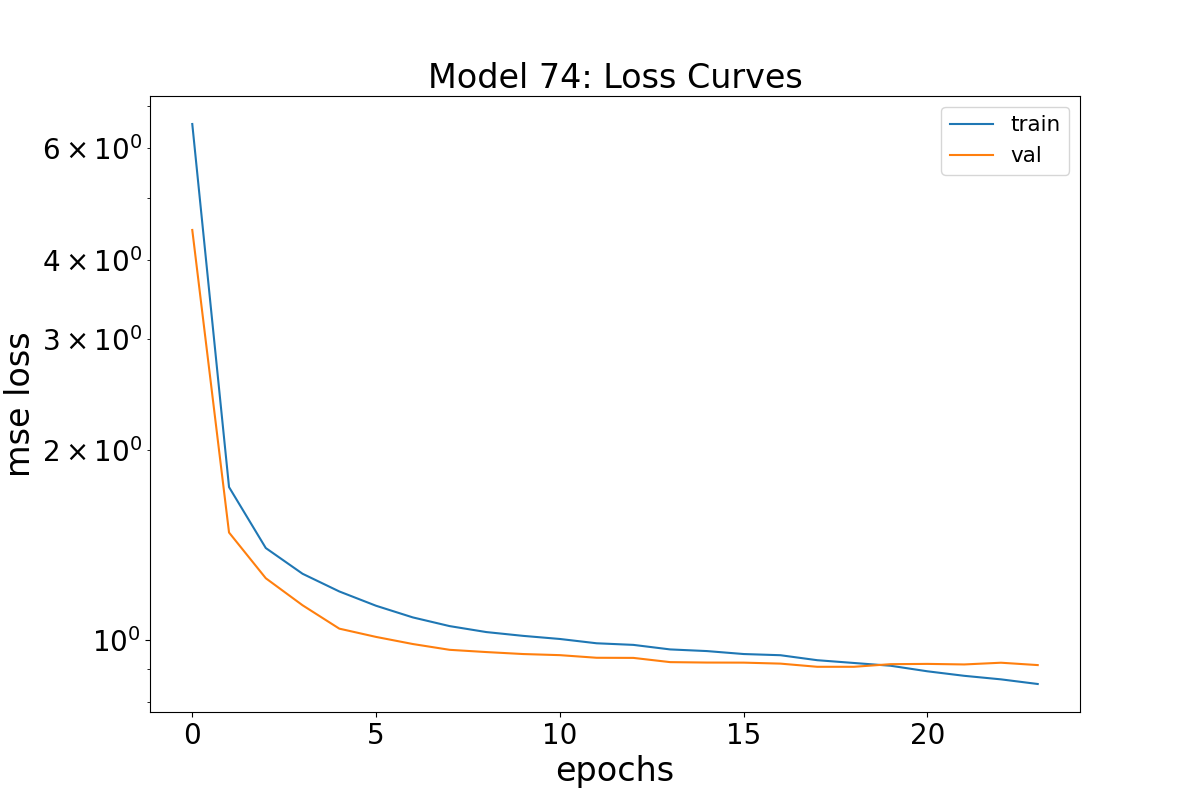 Model 74: Loss Curves
train
val
6 × 10⁰
4 × 10⁰
3 × 10⁰
2 × 10⁰
10⁰
mse loss
0 5 10 15 20
epochs